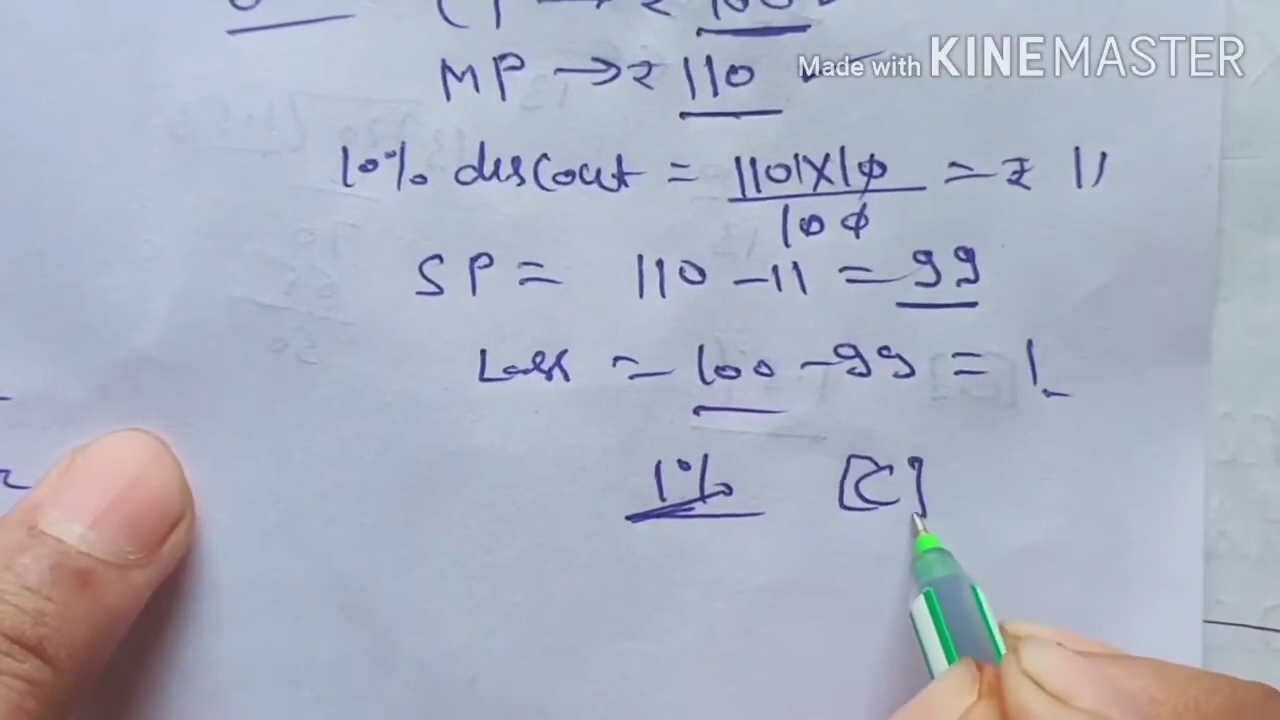 MP → ₹ 110
Made with KINEMASTER
10% discout = 110 X 10 / 100 = ₹ 11
SP = 110 - 11 = 99
Loss = 100 - 99 = 1
1% [C]